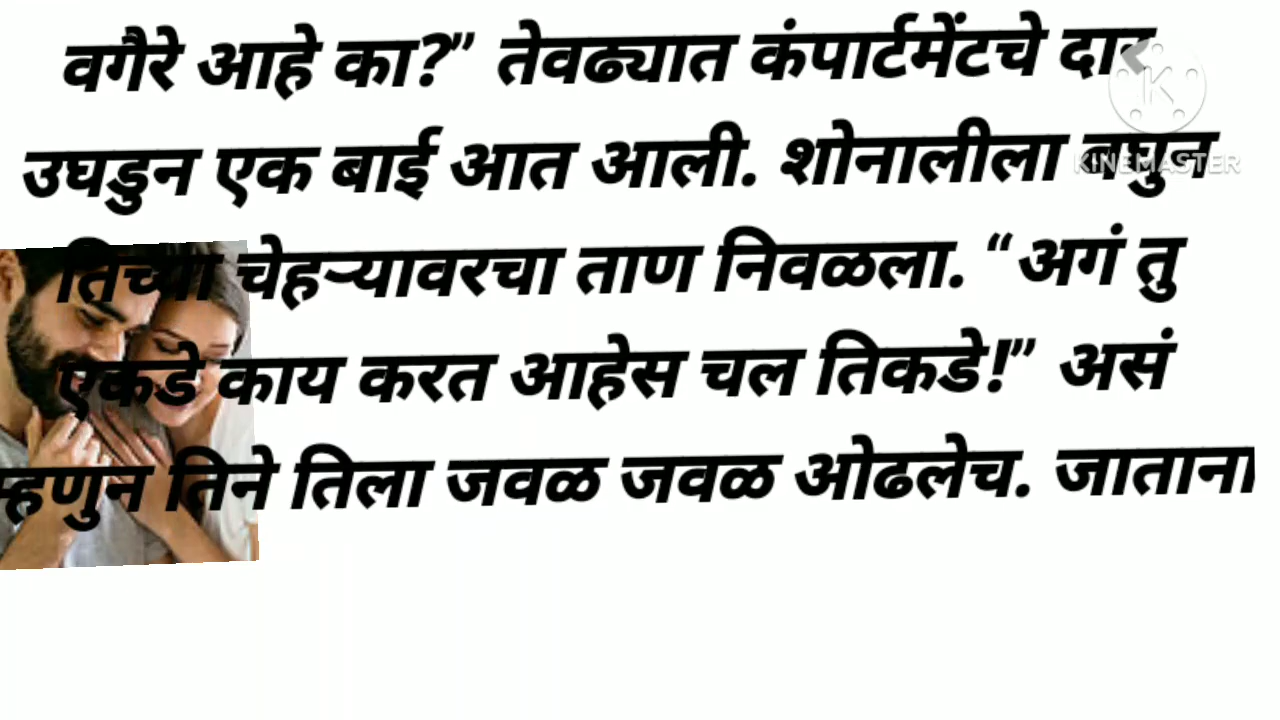 वगैरे आहे का?” तेवढ्यात कंपार्टमेंटचे दार
उघडुन एक बाई आत आली. शोनालीला बघुन
तिच्या चेहऱ्यावरचा ताण निवळला. “अगं तु
एकडे काय करत आहेस चल तिकडे!” असं
म्हणुन तिने तिला जवळ जवळ ओढलेच. जाताना
KINEMASTER